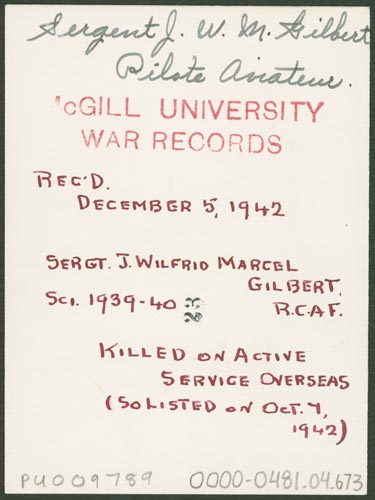 Sergent J. W. M. Gilbert
Pilote Aviateur.
McGILL UNIVERSITY
WAR RECORDS
REC'D.
DECEMBER 5, 1942
SERGT. J. WILFRID MARCEL
GILBERT,
SCI. 1939-40 23 R.C.A.F.
KILLED ON ACTIVE
SERVICE OVERSEAS
(SO LISTED ON OCT. 7,
1942)
PU009789 0000-0481.04.673